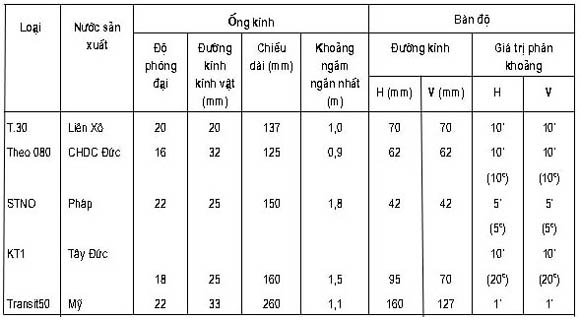 Loại Nước sản xuất Ống kính Bàn độ
Độ phóng đại Đường kính kính vật (mm) Chiều dài (mm) Khoảng ngắm ngắn nhất (m) Đường kính Giá trị phân khoảng
H (mm) V (mm) H V
T.30 Liên Xô 20 20 137 1,0 70 70 10' 10'
Theo 080 CHDC Đức 16 32 125 0,9 62 62 10' 10'
(10ᶜ) (10ᶜ)
STNO Pháp 22 25 150 1,8 42 42 5' 5'
(5ᶜ) (5ᶜ)
KT1 Tây Đức 10' 10'
18 25 160 1,5 95 70 (20ᶜ) (20ᶜ)
Transit50 Mỹ 22 33 260 1,1 160 127 1' 1'